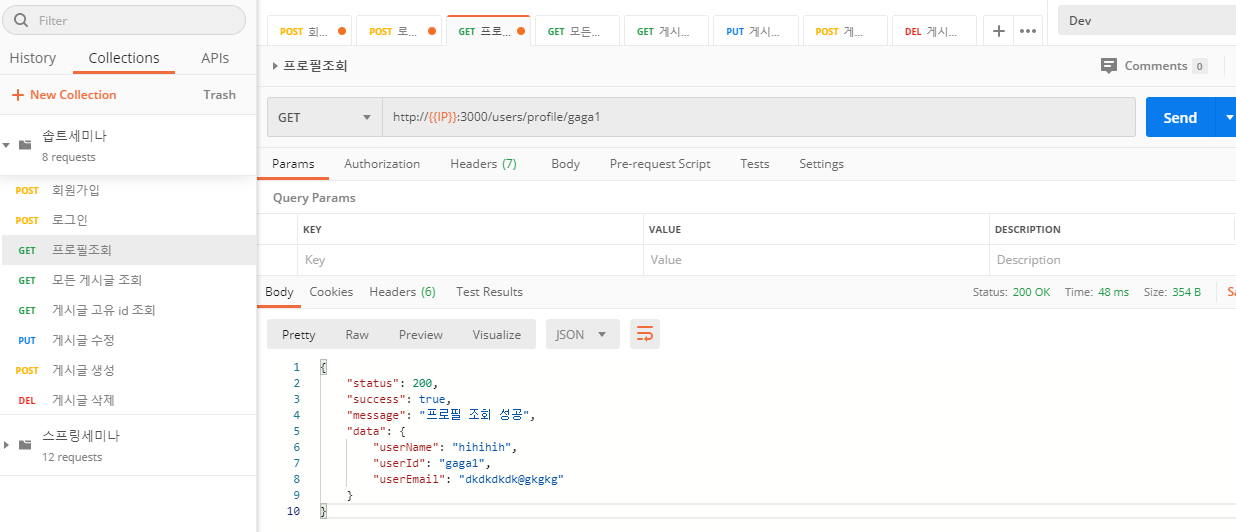 Filter
History Collections APIs
+ New Collection Trash
솝트세미나
8 requests
POST 회원가입
POST 로그인
GET 프로필조회
GET 모든 게시글 조회
GET 게시글 고유 id 조회
PUT 게시글 수정
POST 게시글 생성
DEL 게시글 삭제
스프링세미나
12 requests
POST 회... POST 로... GET 프로... GET 모든... GET 게시... PUT 게시... POST 게... DEL 게시... + ...
Dev
프로필조회
Comments 0
GET http://{{IP}}:3000/users/profile/gaga1 Send
Params Authorization Headers (7) Body Pre-request Script Tests Settings
Query Params
KEY VALUE DESCRIPTION
Key Value Description
Body Cookies Headers (6) Test Results Status: 200 OK Time: 48 ms Size: 354 B
Pretty Raw Preview Visualize JSON
1 {
2 "status": 200,
3 "success": true,
4 "message": "프로필 조회 성공",
5 "data": {
6 "userName": "hihihih",
7 "userId": "gaga1",
8 "userEmail": "dkdkdkdk@gkgkg"
9 }
10 }